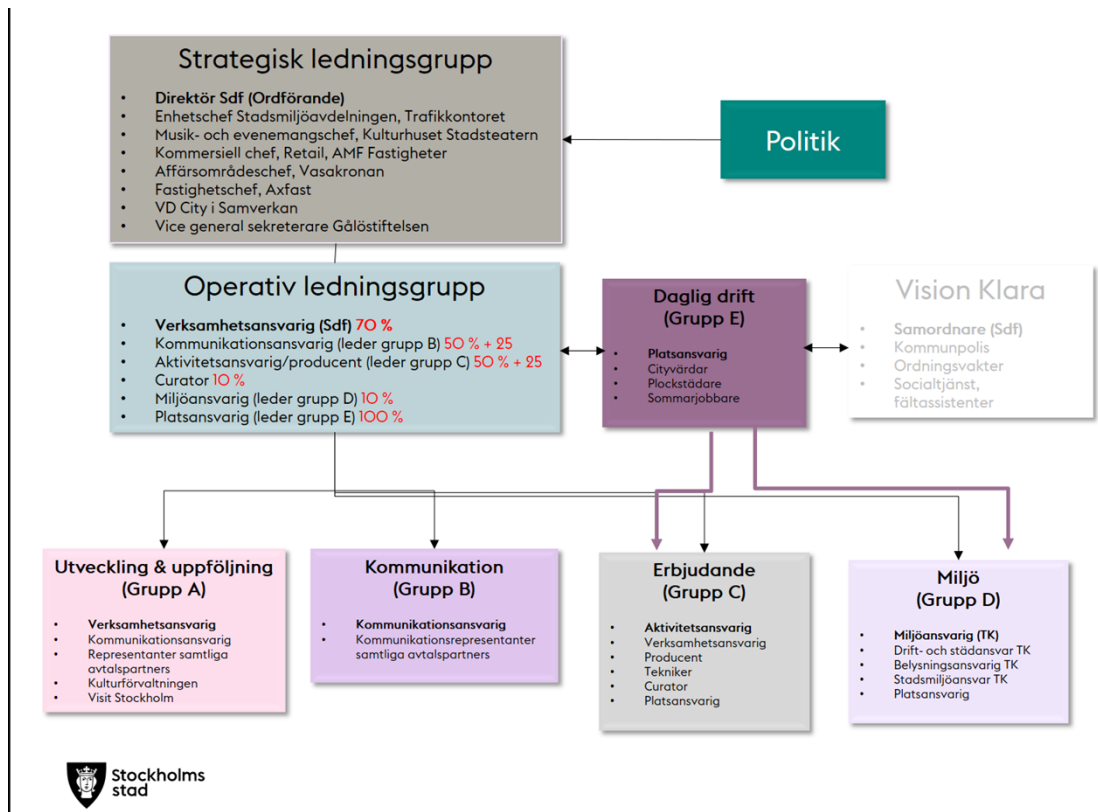 Strategisk ledningsgrupp
• Direktör Sdf (Ordförande)
• Enhetschef Stadsmiljöavdelningen, Trafikkontoret
• Musik- och evenemangschef, Kulturhuset Stadsteatern
• Kommersiell chef, Retail, AMF Fastigheter
• Affärsområdeschef, Vasakronan
• Fastighetschef, Axfast
• VD City i Samverkan
• Vice general sekreterare Gålöstiftelsen
Politik
Operativ ledningsgrupp
• Verksamhetsansvarig (Sdf) 70 %
• Kommunikationsansvarig (leder grupp B) 50 % + 25
• Aktivitetsansvarig/producent (leder grupp C) 50 % + 25
• Curator 10 %
• Miljöansvarig (leder grupp D) 10 %
• Platsansvarig (leder grupp E) 100 %
Daglig drift
(Grupp E)
• Platsansvarig
• Cityvärdar
• Plockstädare
• Sommarjobbare
Vision Klara
• Samordnare (Sdf)
• Kommunpolis
• Ordningsvakter
• Socialtjänst,
fältassistenter
Utveckling & uppföljning
(Grupp A)
• Verksamhetsansvarig
• Kommunikationsansvarig
• Representanter samtliga
avtalspartners
• Kulturförvaltningen
• Visit Stockholm
Kommunikation
(Grupp B)
• Kommunikationsansvarig
• Kommunikationsrepresentanter
samtliga avtalspartners
Erbjudande
(Grupp C)
• Aktivitetsansvarig
• Verksamhetsansvarig
• Producent
• Tekniker
• Curator
• Platsansvarig
Miljö
(Grupp D)
• Miljöansvarig (TK)
• Drift- och städansvar TK
• Belysningsansvarig TK
• Stadsmiljöansvar TK
• Platsansvarig
Stockholms
stad